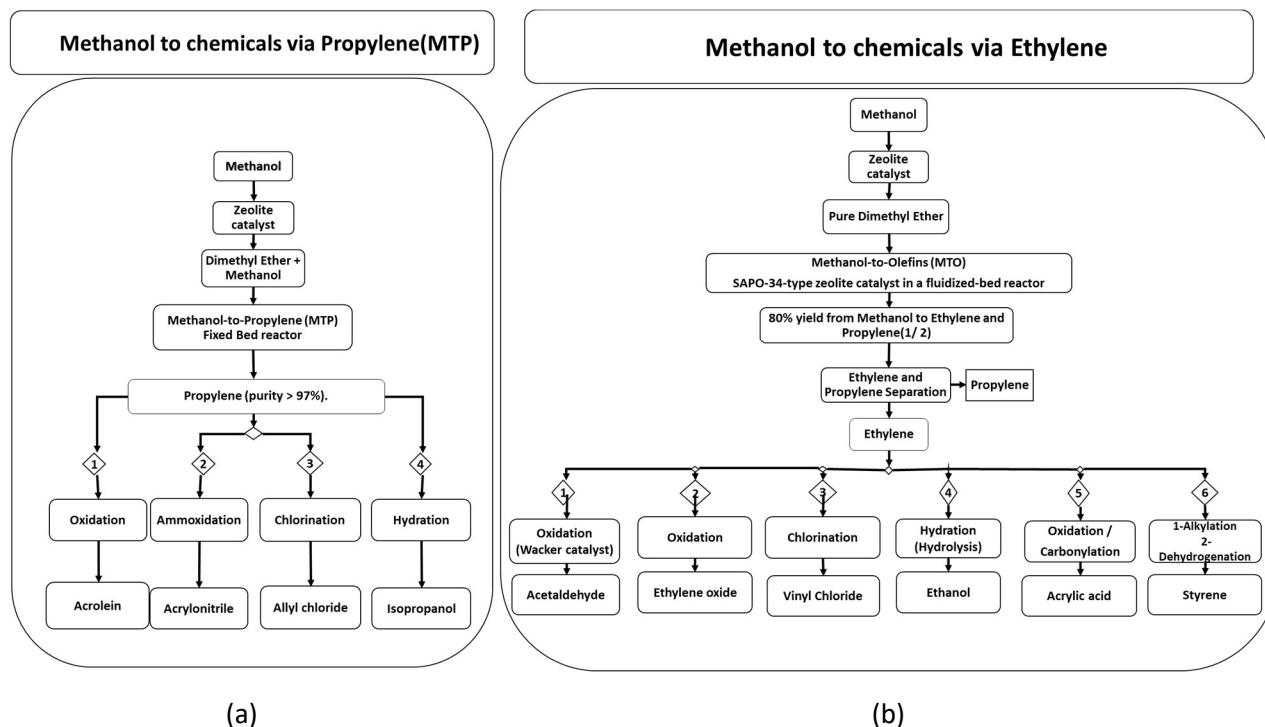 Methanol to chemicals via Propylene(MTP)
Methanol
Zeolite
catalyst
Dimethyl Ether +
Methanol
Methanol-to-Propylene (MTP)
Fixed Bed reactor
Propylene (purity > 97%).
1
2
3
4
Oxidation
Ammoxidation
Chlorination
Hydration
Acrolein
Acrylonitrile
Allyl chloride
Isopropanol
(a)
Methanol to chemicals via Ethylene
Methanol
Zeolite
catalyst
Pure Dimethyl Ether
Methanol-to-Olefins (MTO)
SAPO-34-type zeolite catalyst in a fluidized-bed reactor
80% yield from Methanol to Ethylene and
Propylene(1/ 2)
Ethylene and
Propylene Separation
Propylene
Ethylene
1
2
3
4
5
6
Oxidation
(Wacker catalyst)
Oxidation
Chlorination
Hydration
(Hydrolysis)
Oxidation /
Carbonylation
1-Alkylation
2-
Dehydrogenation
Acetaldehyde
Ethylene oxide
Vinyl Chloride
Ethanol
Acrylic acid
Styrene
(b)